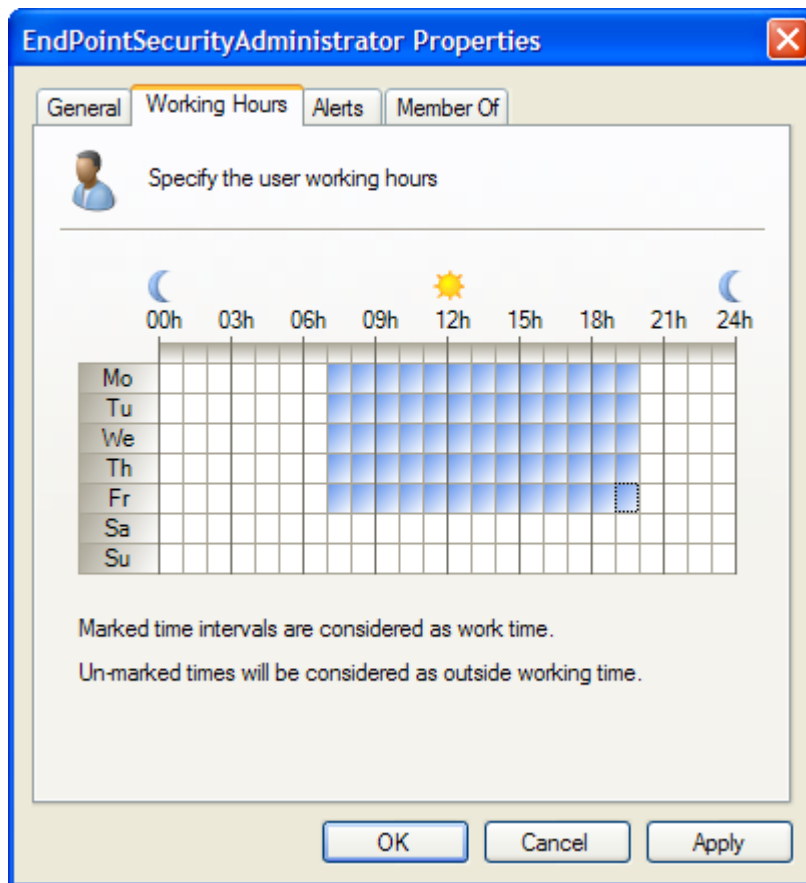 EndPointSecurityAdministrator Properties
General Working Hours Alerts Member Of
Specify the user working hours
00h 03h 06h 09h 12h 15h 18h 21h 24h
Mo
Tu
We
Th
Fr
Sa
Su
Marked time intervals are considered as work time.
Un-marked times will be considered as outside working time.
OK Cancel Apply